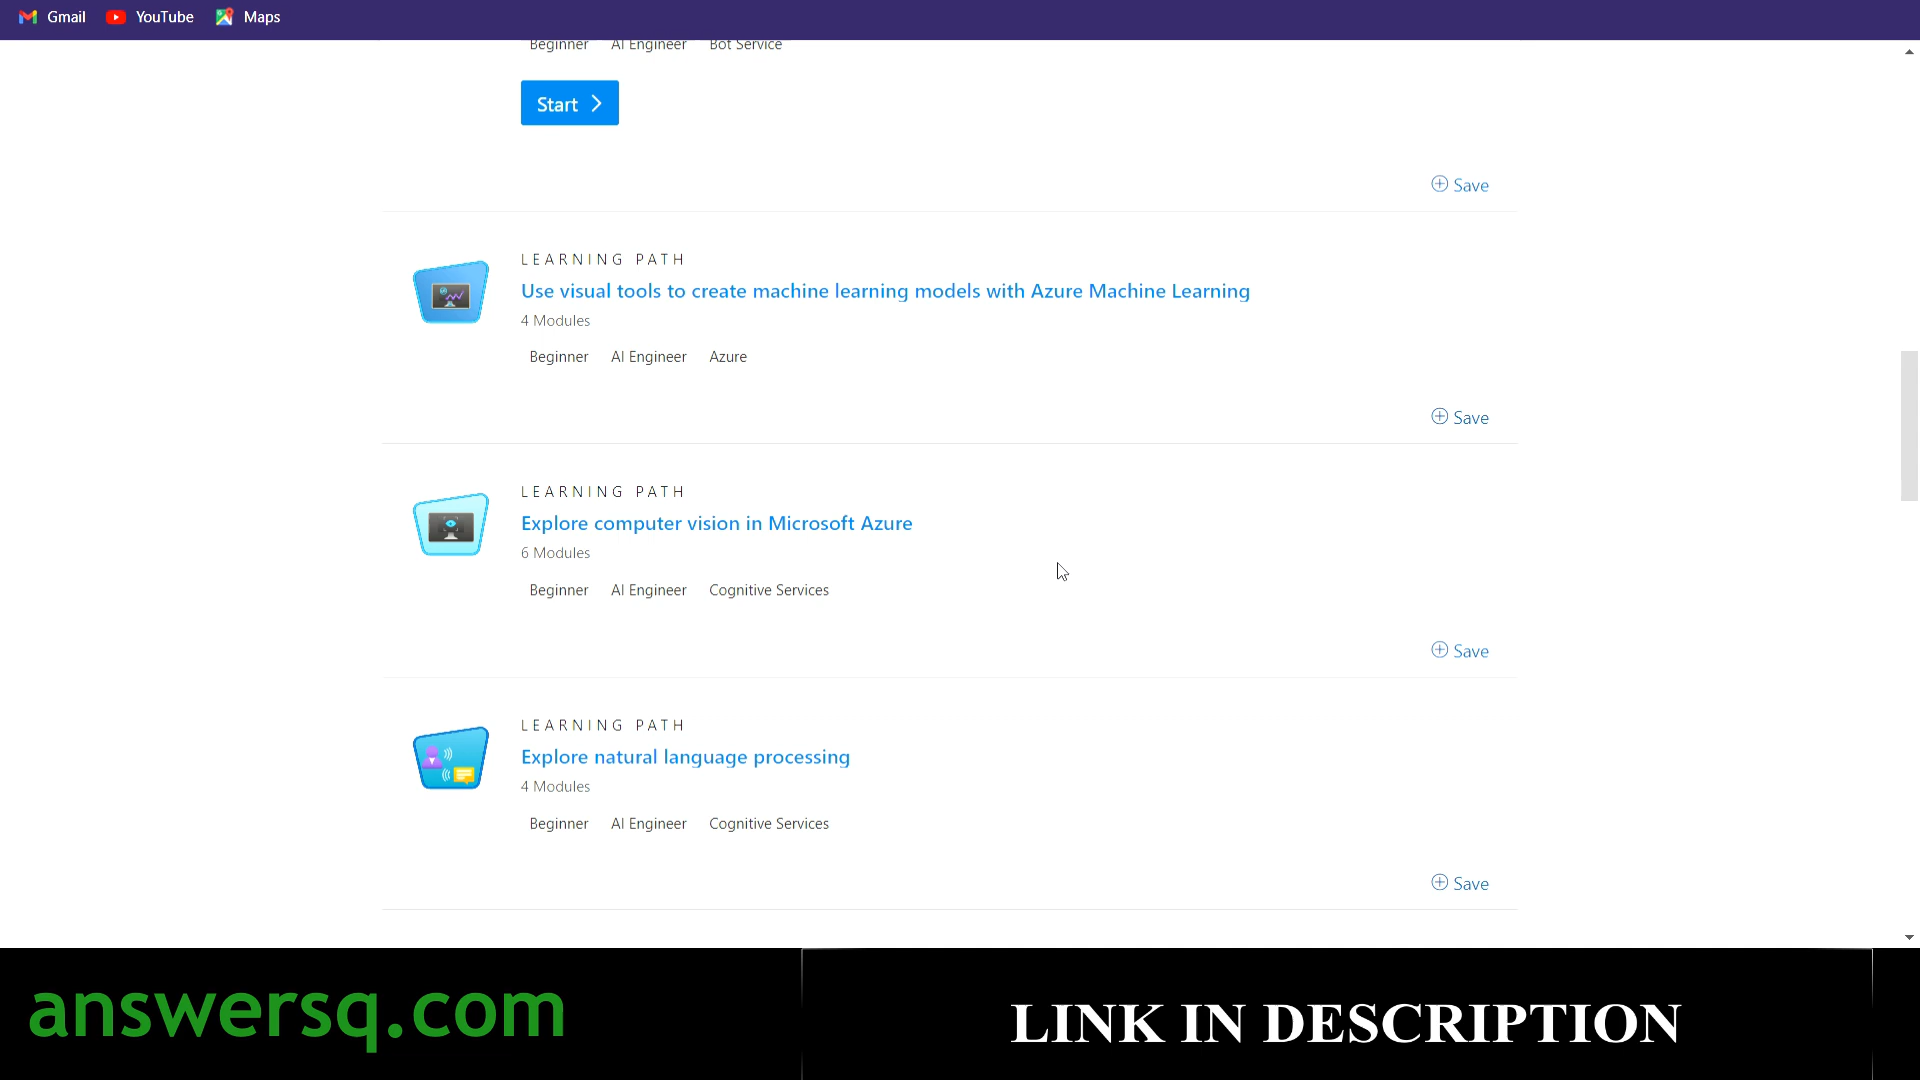 Gmail YouTube Maps
Beginner AI Engineer Bot Service
Start
Save
LEARNING PATH
Use visual tools to create machine learning models with Azure Machine Learning
4 Modules
Beginner AI Engineer Azure
Save
LEARNING PATH
Explore computer vision in Microsoft Azure
6 Modules
Beginner AI Engineer Cognitive Services
Save
LEARNING PATH
Explore natural language processing
4 Modules
Beginner AI Engineer Cognitive Services
Save
answersq.com
LINK IN DESCRIPTION